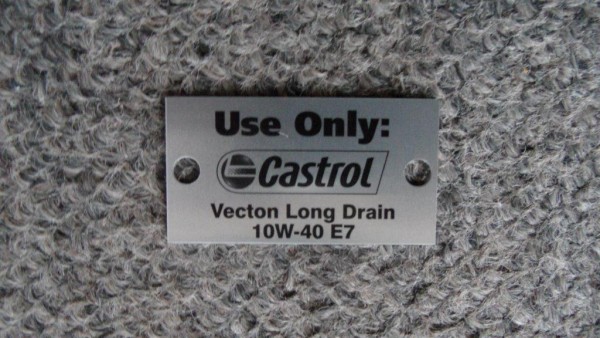 Use Only:
Castrol
Vecton Long Drain
10W-40 E7